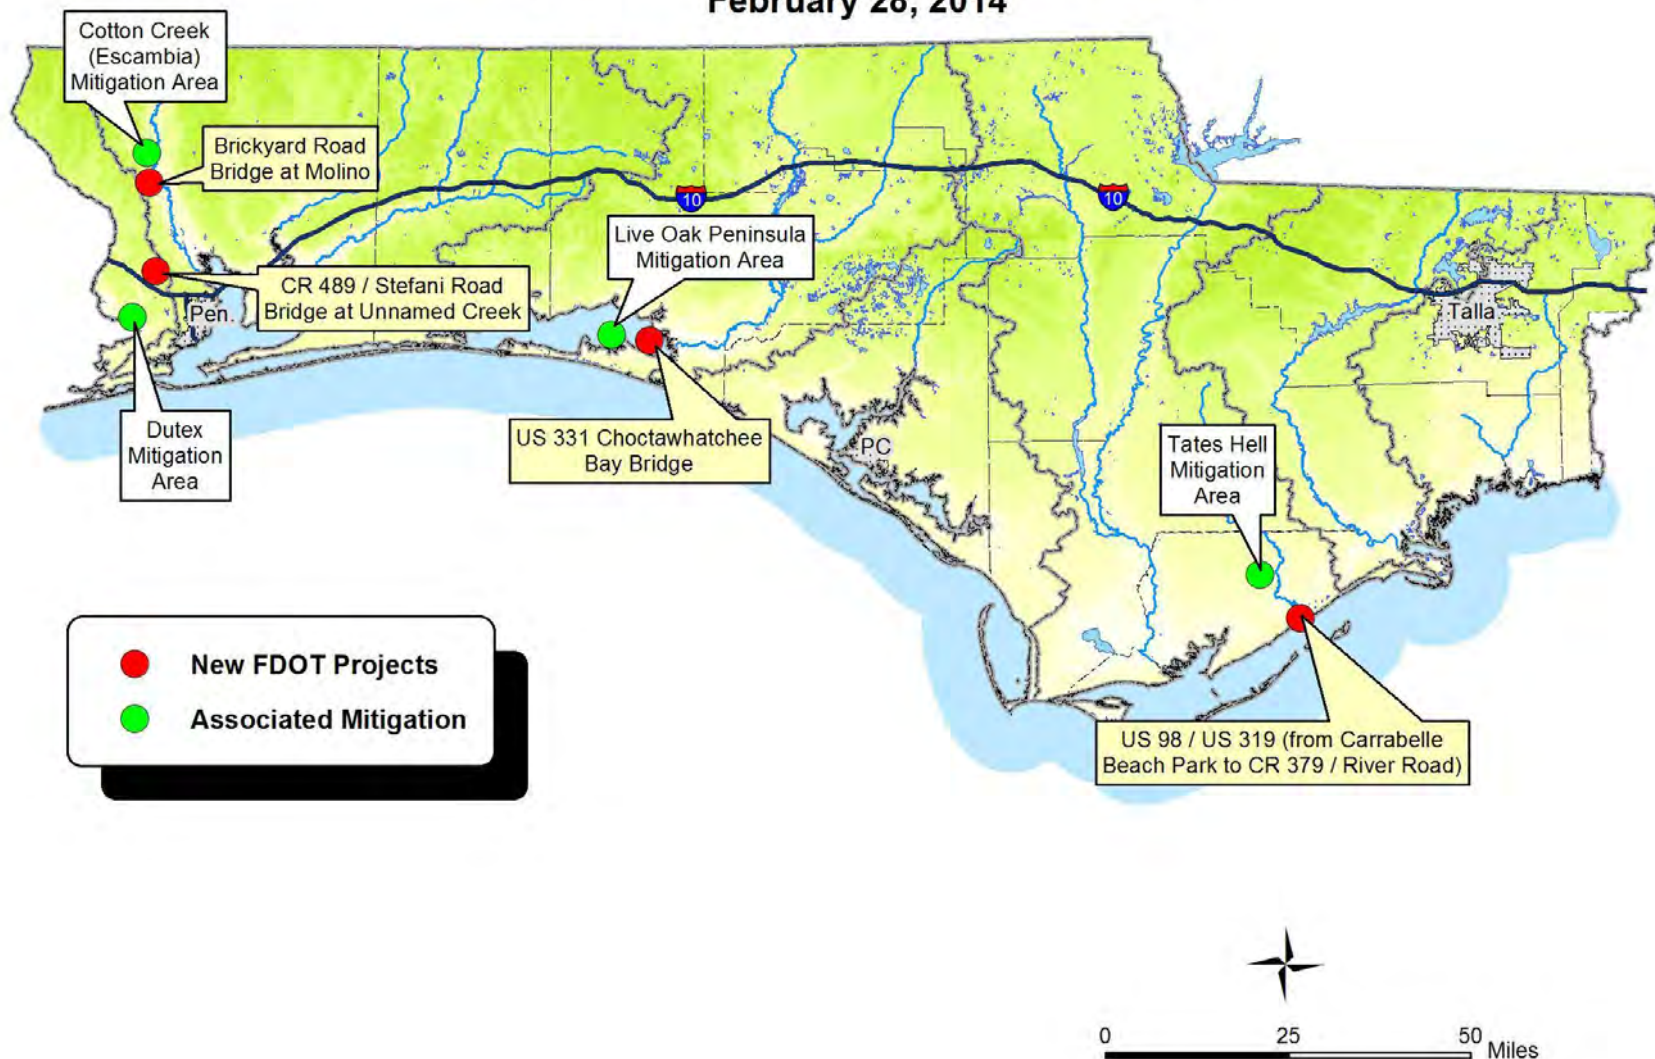 February 28, 2014
Cotton Creek
(Escambia)
Mitigation Area
Brickyard Road
Bridge at Molino
10
10
Live Oak Peninsula
Mitigation Area
CR 489 / Stefani Road
Bridge at Unnamed Creek
Pen.
Talla.
Dutex
Mitigation
Area
US 331 Choctawhatchee
Bay Bridge
PC
Tates Hell
Mitigation
Area
New FDOT Projects
Associated Mitigation
US 98 / US 319 (from Carrabelle
Beach Park to CR 379 / River Road)
0 25 50 Miles